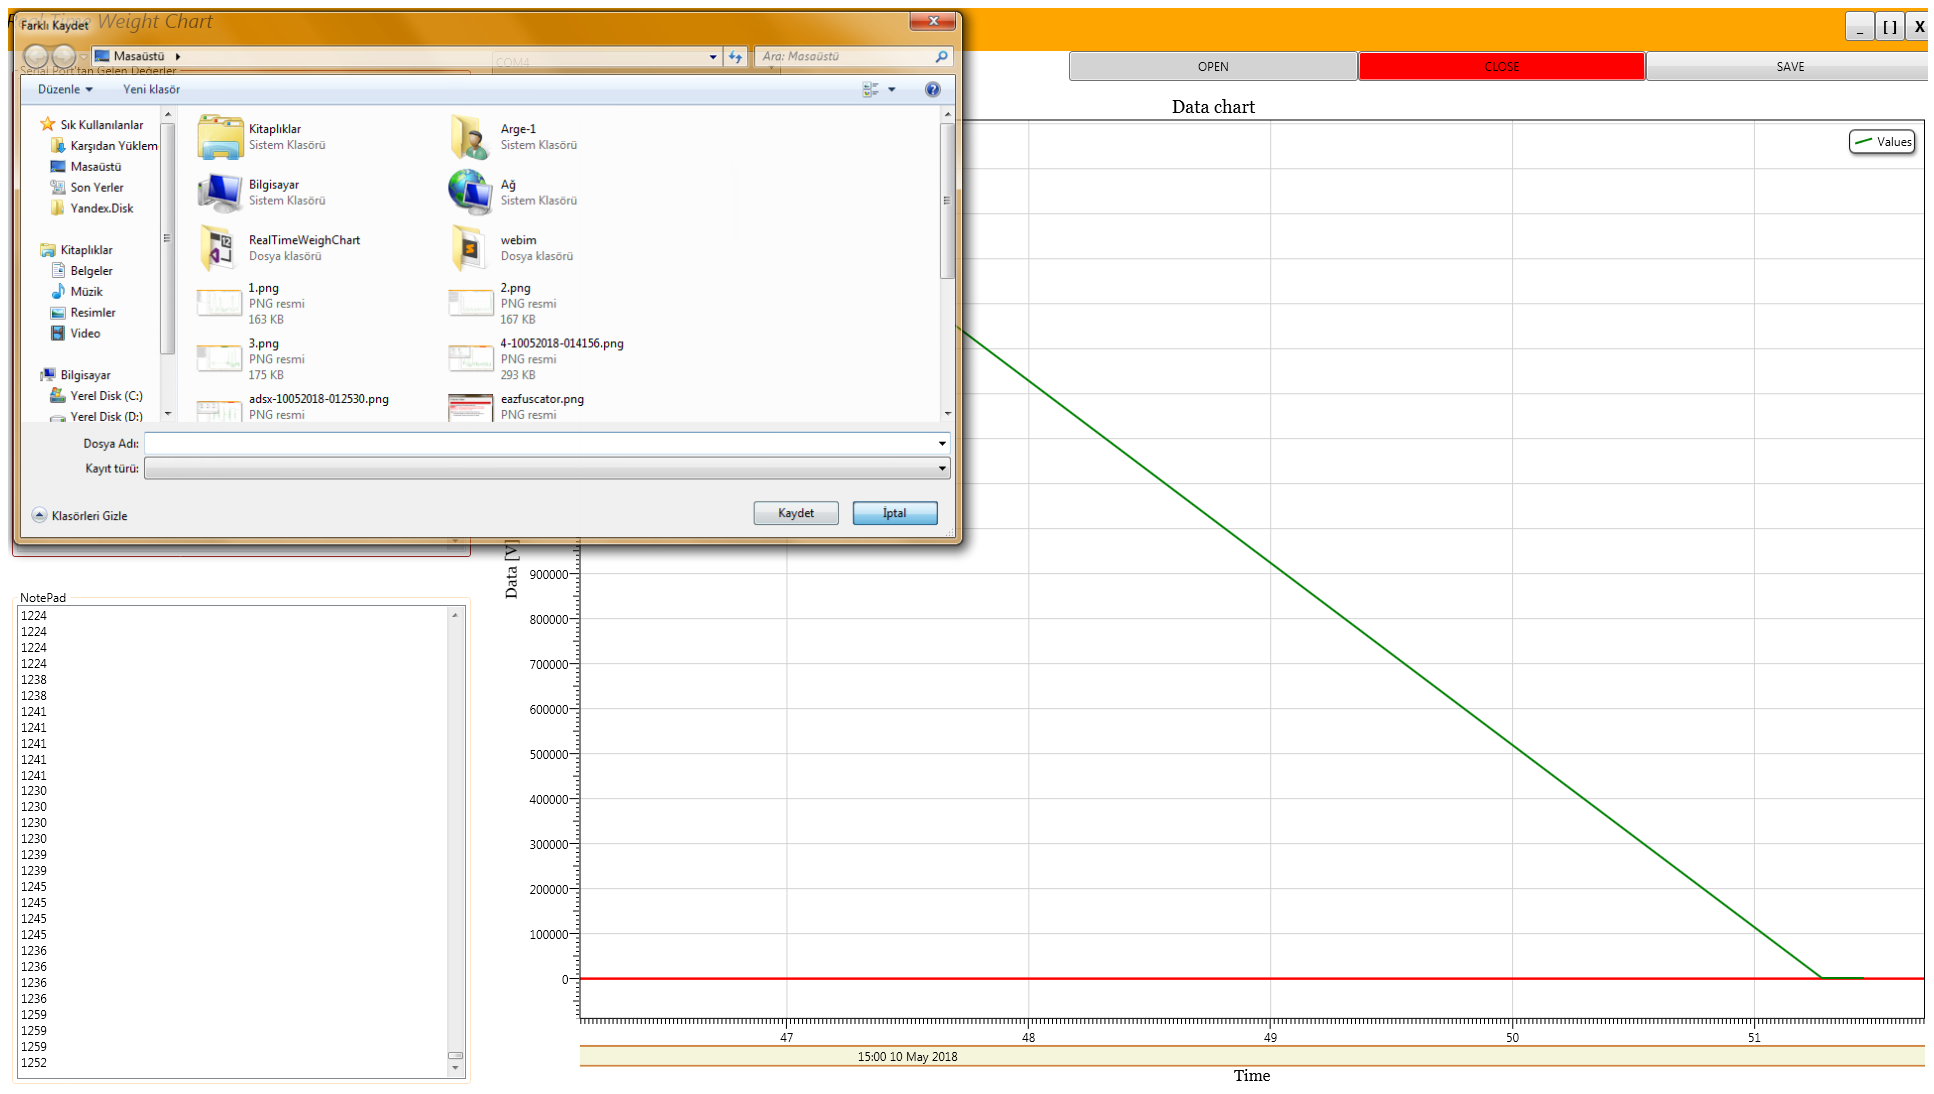 Real Time Weight Chart
Farklı Kaydet
_ [ ] X
Masaüstü
Ara: Masaüstü
COM4
OPEN
CLOSE
SAVE
Serial Port'tan Gelen Değerler
Düzenle
Yeni klasör
Sık Kullanılanlar
Karşıdan Yüklem
Masaüstü
Son Yerler
Yandex.Disk
Kitaplıklar
Belgeler
Müzik
Resimler
Video
Bilgisayar
Yerel Disk (C:)
Yerel Disk (D:)
Kitaplıklar
Sistem Klasörü
Arge-1
Sistem Klasörü
Bilgisayar
Sistem Klasörü
Ağ
Sistem Klasörü
RealTimeWeighChart
Dosya klasörü
webim
Dosya klasörü
1.png
PNG resmi
163 KB
2.png
PNG resmi
167 KB
3.png
PNG resmi
175 KB
4-10052018-014156.png
PNG resmi
293 KB
adsx-10052018-012530.png
PNG resmi
eazfuscator.png
PNG resmi
Dosya Adı:
Kayıt türü:
Klasörleri Gizle
Kaydet
İptal
Data chart
Values
Data [V]
900000
800000
700000
600000
500000
400000
300000
200000
100000
0
47 48 49 50 51
15:00 10 May 2018
Time
NotePad
1224
1224
1224
1224
1238
1238
1241
1241
1241
1241
1241
1230
1230
1230
1230
1239
1239
1245
1245
1245
1245
1236
1236
1236
1236
1259
1259
1259
1252